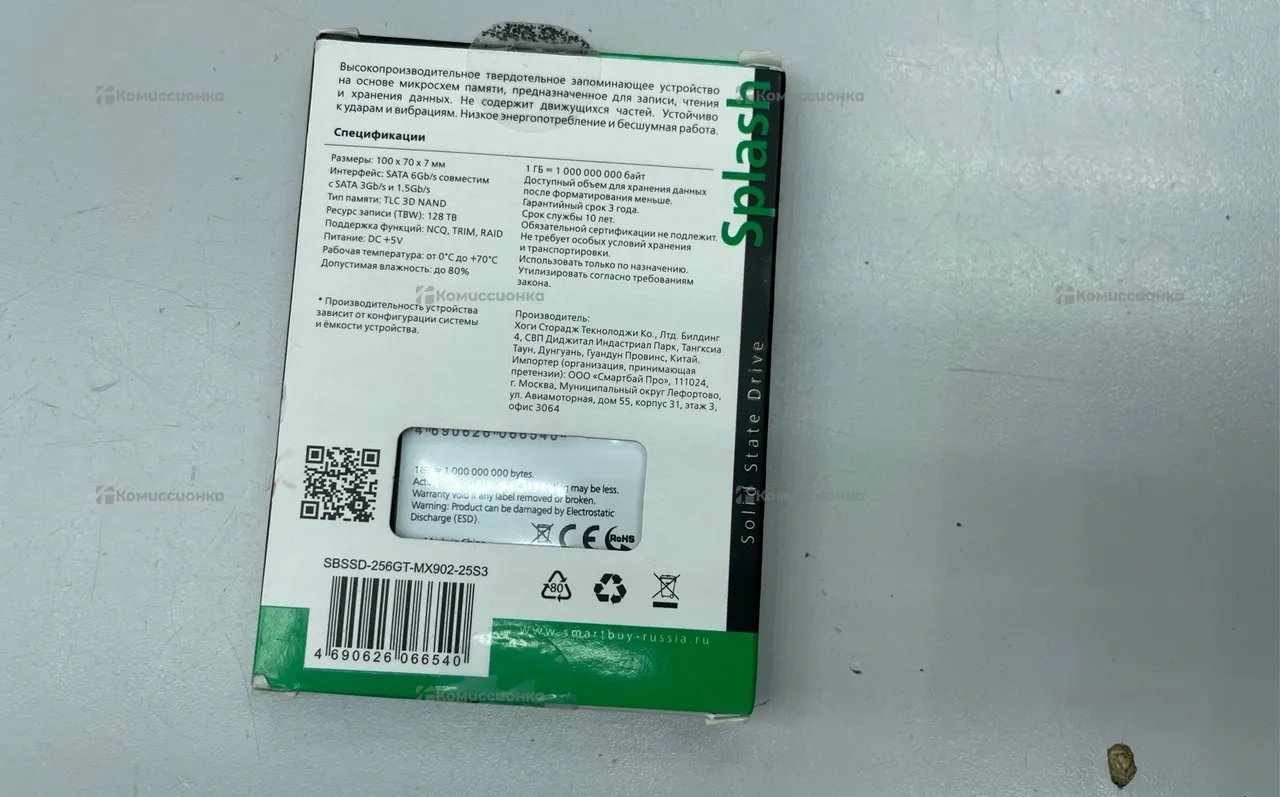 Высокопроизводительное твердотельное запоминающее устройство
на основе микросхем памяти, предназначенное для записи, чтения
и хранения данных. Не содержит движущихся частей. Устойчиво
к ударам и вибрациям. Низкое энергопотребление и бесшумная работа.
Спецификации
Размеры: 100 x 70 x 7 мм
Интерфейс: SATA 6Gb/s совместим
с SATA 3Gb/s и 1.5Gb/s
Тип памяти: TLC 3D NAND
Ресурс записи (TBW): 128 TB
Поддержка функций: NCQ, TRIM, RAID
Питание: DC +5V
Рабочая температура: от 0°C до +70°C
Допустимая влажность: до 80%
* Производительность устройства
зависит от конфигурации системы
и ёмкости устройства.
1 ГБ = 1 000 000 000 байт
Доступный объем для хранения данных
после форматирования меньше.
Гарантийный срок 3 года.
Срок службы 10 лет.
Обязательной сертификации не подлежит.
Не требует особых условий хранения
и транспортировки.
Использовать только по назначению.
Утилизировать согласно требованиям
закона.
Производитель:
Хоги Сторадж Текнолоджи Ко., Лтд. Билдинг
4, СВП Диджитал Индастриал Парк, Тангксиа
Таун, Дунгуань, Гуандун Провинс, Китай.
Импортер (организация, принимающая
претензии): ООО «Смартбай Про», 111024,
г. Москва, Муниципальный округ Лефортово,
ул. Авиамоторная, дом 55, корпус 31, этаж 3,
офис 3064
Splash
Solid State Drive
4 690626 066540
= 1 000 000 000 bytes.
may be less.
Warranty void if any label removed or broken.
Warning: Product can be damaged by Electrostatic
Discharge (ESD).
CE RoHS
Made in China
SBSSD-256GT-MX902-25S3
80
4 690626 066540
www.smartbuy-russia.ru
Комиссионка
Комиссионка
Комиссионка
Комиссионка
Комиссионка
Комиссионка
Комиссионка